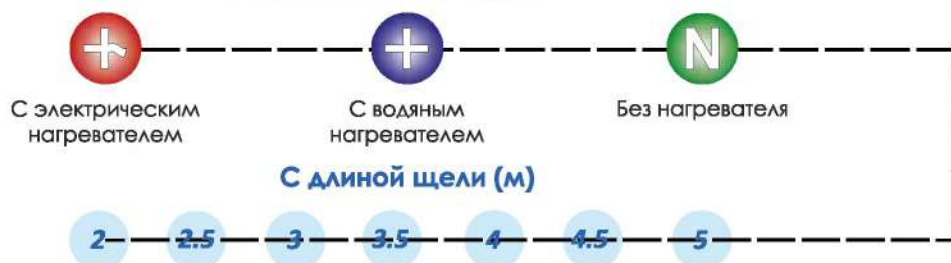 N
С электрическим
нагревателем
С водяным
нагревателем
Без нагревателя
С длиной щели (м)
2 2.5 3 3.5 4 4.5 5